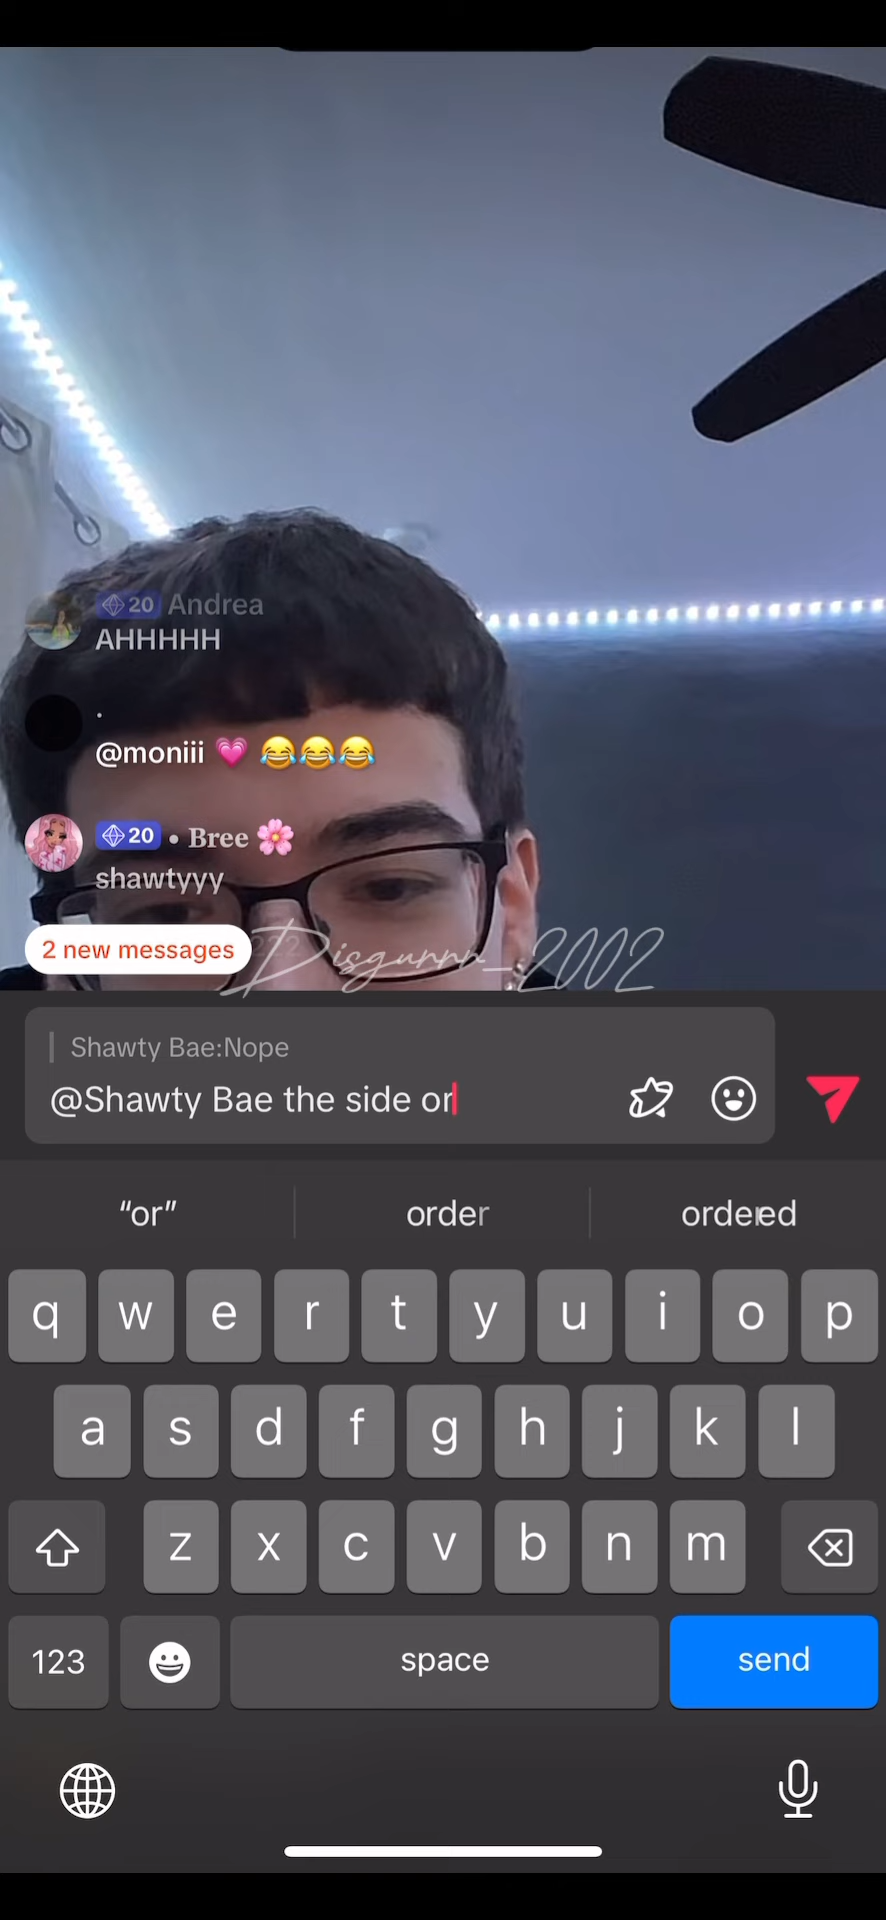 20 Andrea
AHHHHH
.
@moniii 💗 😂😂😂
20 • Bree 🌸
shawtyyy
2 new messages
Disgurrr_2002
Shawty Bae:Nope
@Shawty Bae the side or
“or” order ordered
q w e r t y u i o p
a s d f g h j k l
z x c v b n m
123 space send